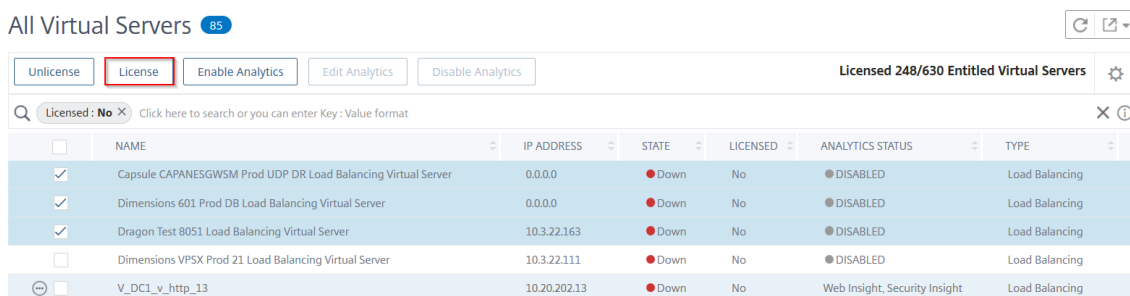 All Virtual Servers 85
Unlicense License Enable Analytics Edit Analytics Disable Analytics Licensed 248/630 Entitled Virtual Servers
Licensed : No Click here to search or you can enter Key : Value format
NAME IP ADDRESS STATE LICENSED ANALYTICS STATUS TYPE
Capsule CAPANESGWSM Prod UDP DR Load Balancing Virtual Server 0.0.0.0 Down No DISABLED Load Balancing
Dimensions 601 Prod DB Load Balancing Virtual Server 0.0.0.0 Down No DISABLED Load Balancing
Dragon Test 8051 Load Balancing Virtual Server 10.3.22.163 Down No DISABLED Load Balancing
Dimensions VPSX Prod 21 Load Balancing Virtual Server 10.3.22.111 Down No DISABLED Load Balancing
V_DC1_v_http_13 10.20.202.13 Down No Web Insight, Security Insight Load Balancing